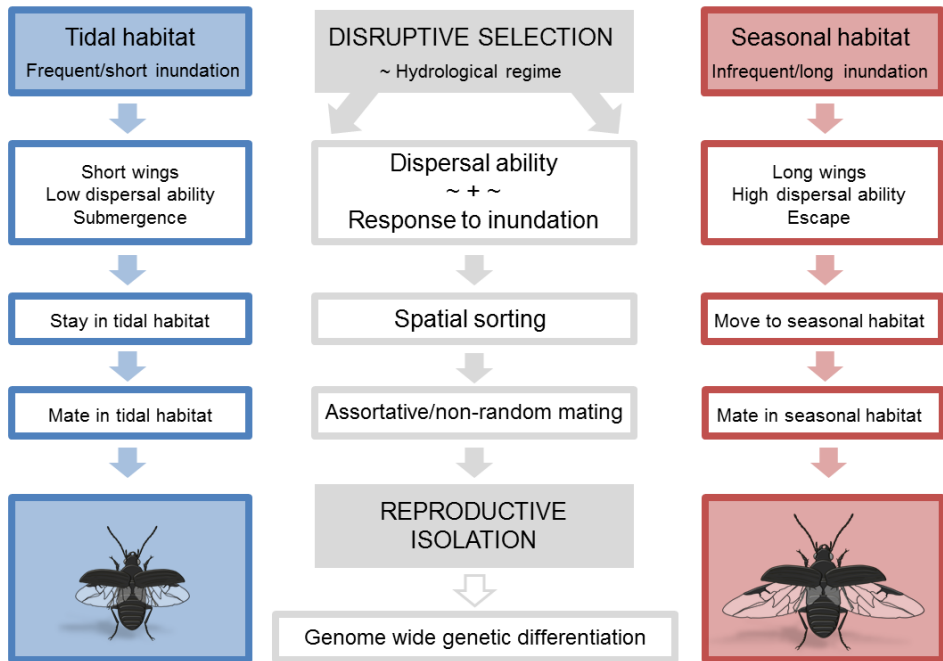 Tidal habitat
Frequent/short inundation
Short wings
Low dispersal ability
Submergence
Stay in tidal habitat
Mate in tidal habitat
DISRUPTIVE SELECTION
~ Hydrological regime
Dispersal ability
~ + ~
Response to inundation
Spatial sorting
Assortative/non-random mating
REPRODUCTIVE
ISOLATION
Genome wide genetic differentiation
Seasonal habitat
Infrequent/long inundation
Long wings
High dispersal ability
Escape
Move to seasonal habitat
Mate in seasonal habitat